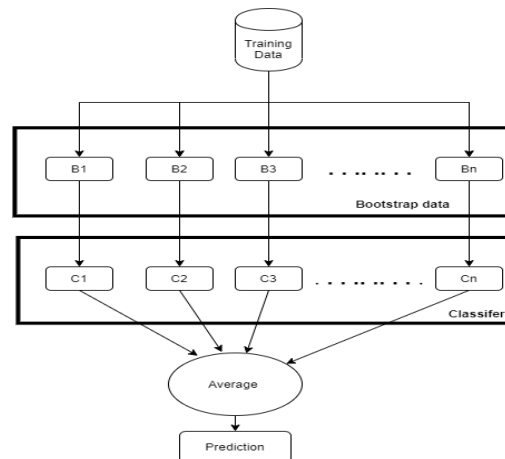 Training
Data
B1 B2 B3 . . .. .. . . Bn
Bootstrap data
C1 C2 C3 . . . .. .. . . Cn
Classifer
Average
Prediction